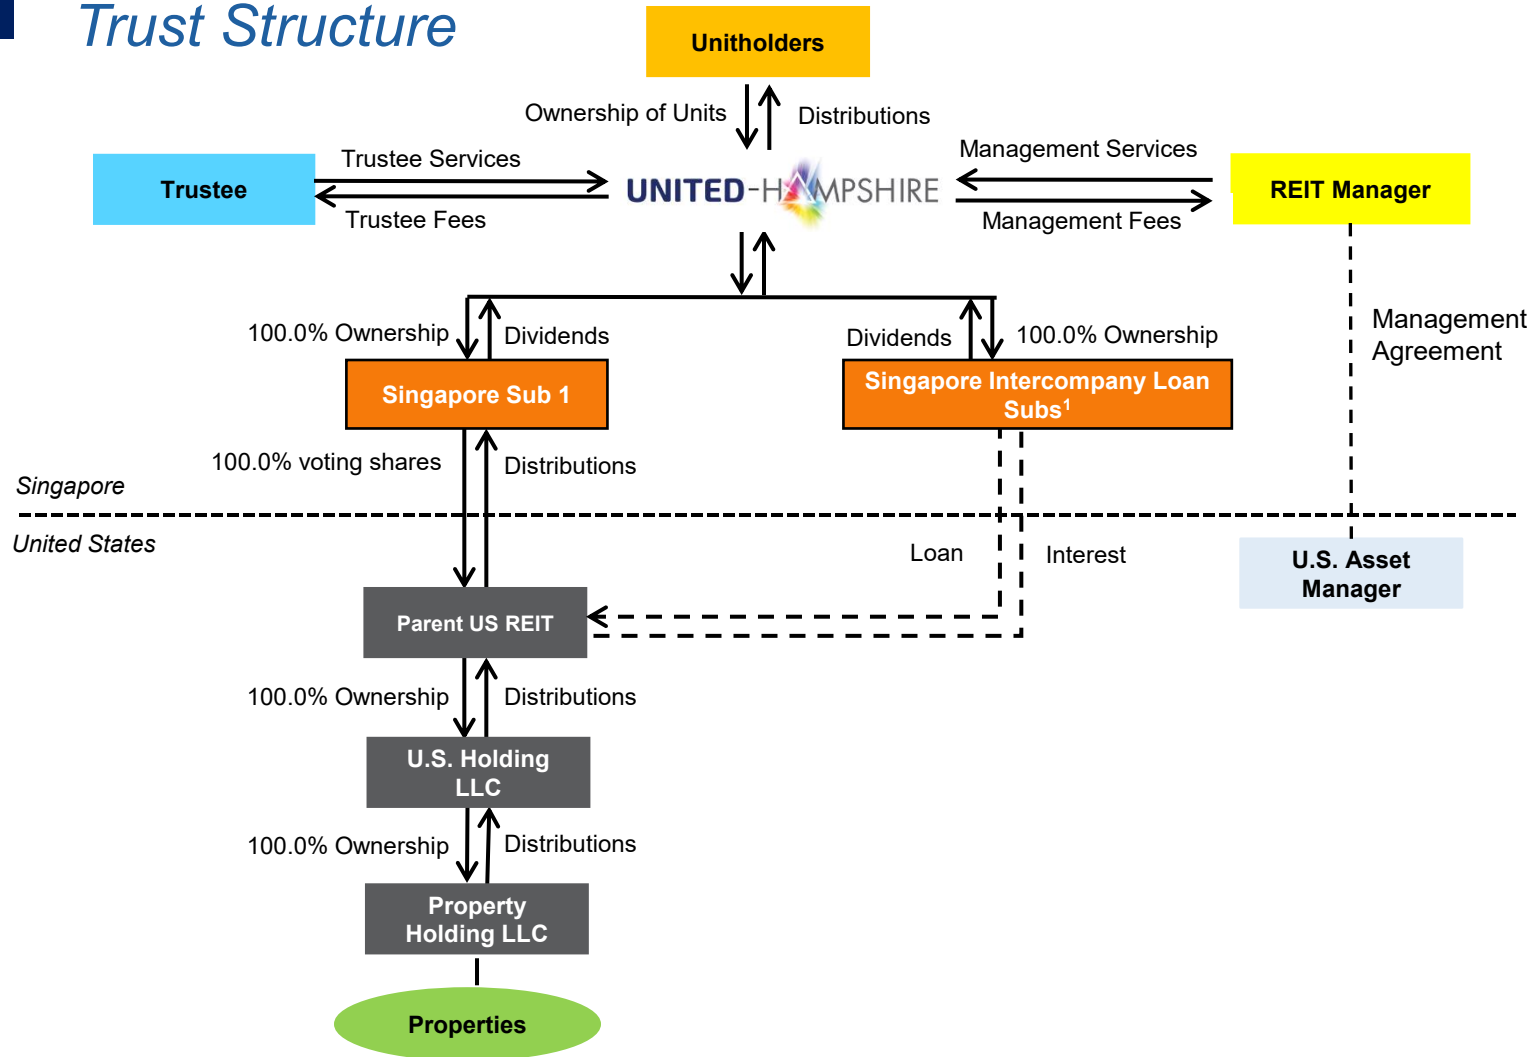 Trust Structure
Unitholders
Ownership of Units
Distributions
Trustee
Trustee Services
Trustee Fees
UNITED-HAMPSHIRE
Management Services
Management Fees
REIT Manager
100.0% Ownership
Dividends
Dividends
100.0% Ownership
Management
Agreement
Singapore Sub 1
Singapore Intercompany Loan
Subs¹
100.0% voting shares
Distributions
Singapore
United States
Loan
Interest
U.S. Asset
Manager
Parent US REIT
100.0% Ownership
Distributions
U.S. Holding
LLC
100.0% Ownership
Distributions
Property
Holding LLC
Properties